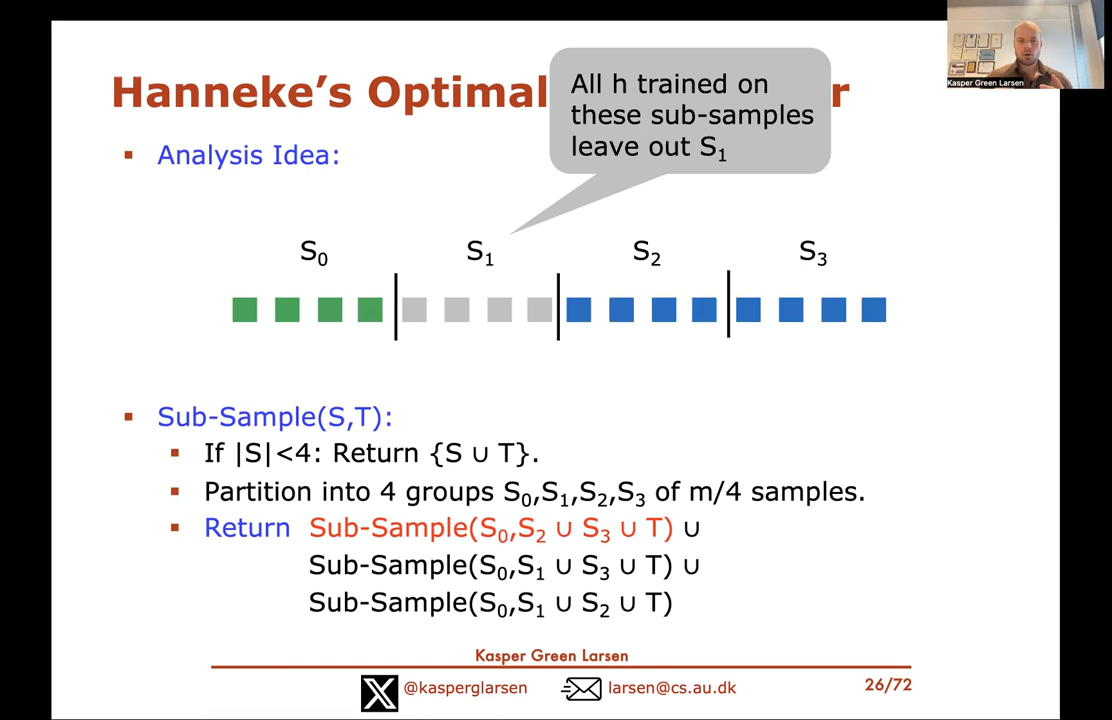 Hanneke's Optimal r
All h trained on
these sub-samples
leave out S₁
Kasper Green Larsen
▪ Analysis Idea:
S₀ S₁ S₂ S₃
▪ Sub-Sample(S,T):
▪ If |S|<4: Return {S ∪ T}.
▪ Partition into 4 groups S₀,S₁,S₂,S₃ of m/4 samples.
▪ Return Sub-Sample(S₀,S₂ ∪ S₃ ∪ T) ∪
Sub-Sample(S₀,S₁ ∪ S₃ ∪ T) ∪
Sub-Sample(S₀,S₁ ∪ S₂ ∪ T)
Kasper Green Larsen
@kasperglarsen larsen@cs.au.dk 26/72